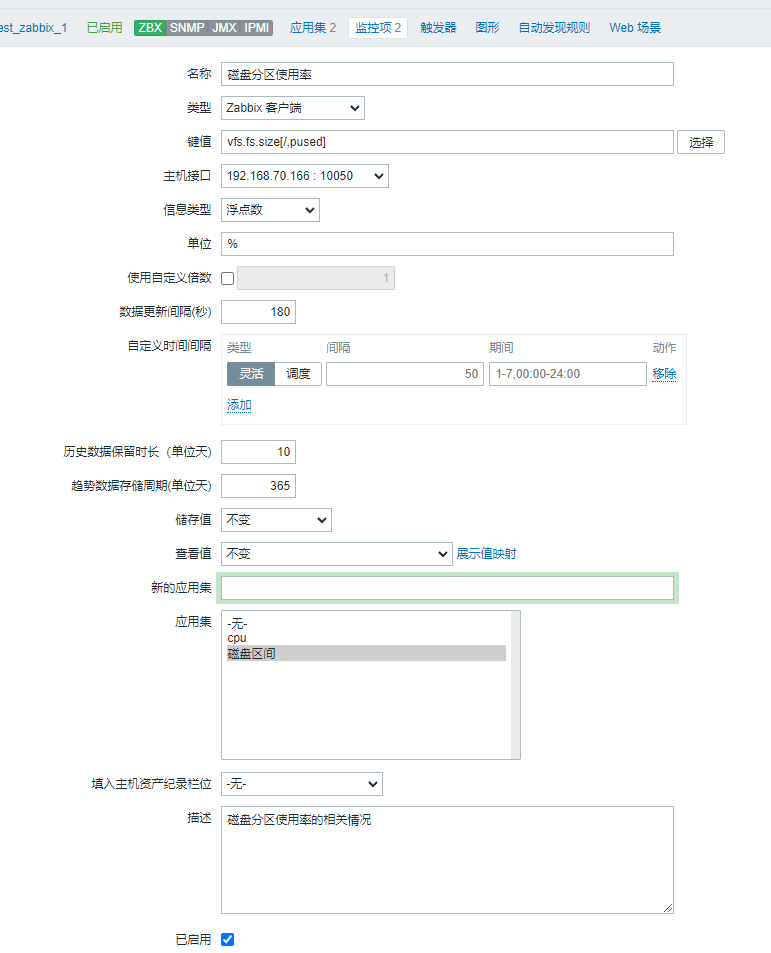 est_zabbix_1 已启用 ZBX SNMP JMX IPMI 应用集 2 监控项 2 触发器 图形 自动发现规则 Web 场景
名称 磁盘分区使用率
类型 Zabbix 客户端
键值 vfs.fs.size[/,pused] 选择
主机接口 192.168.70.166 : 10050
信息类型 浮点数
单位 %
使用自定义倍数 1
数据更新间隔(秒) 180
自定义时间间隔 类型 间隔 期间 动作
灵活 调度 50 1-7,00:00-24:00 移除
添加
历史数据保留时长（单位天) 10
趋势数据存储周期(单位天) 365
储存值 不变
查看值 不变 展示值映射
新的应用集
应用集 -无-
cpu
磁盘区间
填入主机资产纪录栏位 -无-
描述 磁盘分区使用率的相关情况
已启用